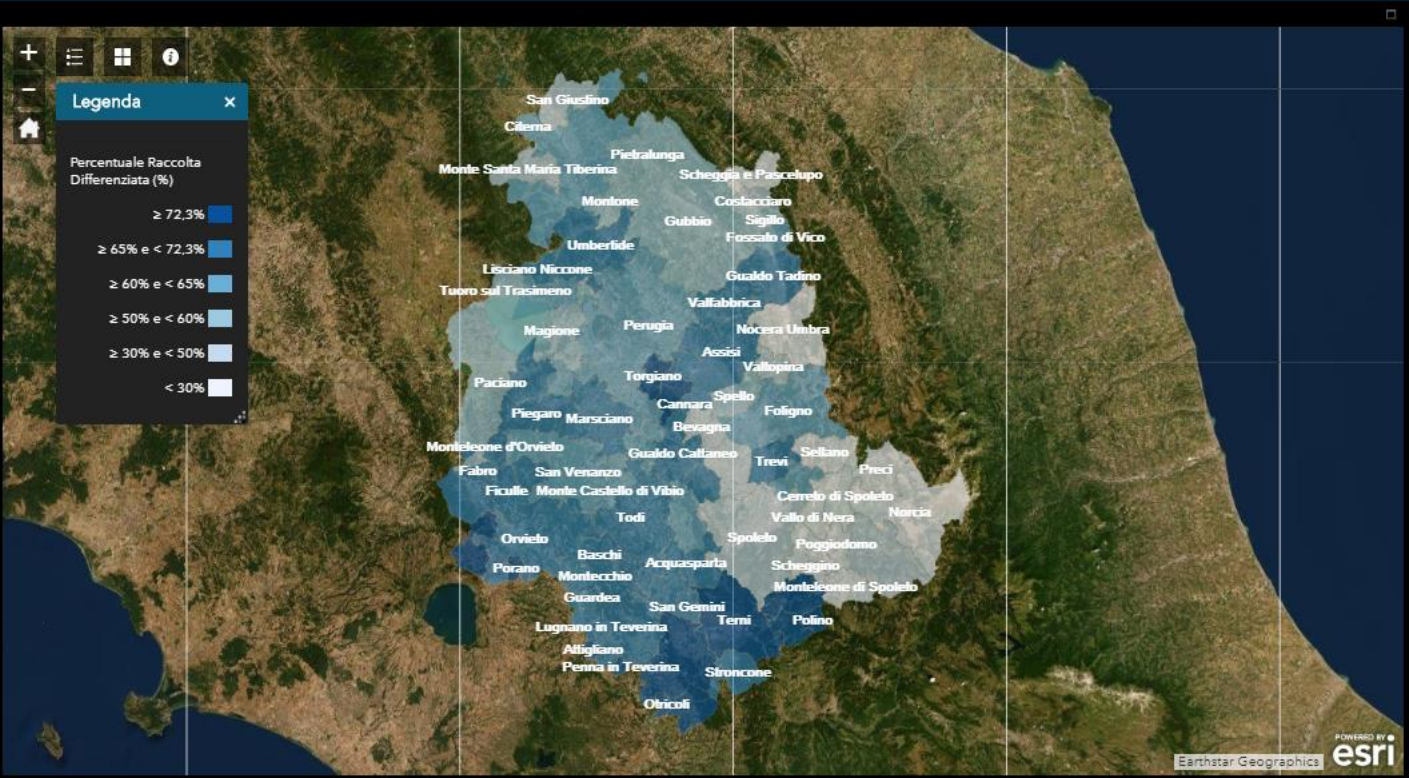 Legenda
Percentuale Raccolta
Differenziata (%)
≥ 72,3%
≥ 65% e < 72,3%
≥ 60% e < 65%
≥ 50% e < 60%
≥ 30% e < 50%
< 30%
San Giustino
Citerna
Pietralunga
Monte Santa Maria Tiberina
Scheggia e Pascelupo
Montone
Costacciaro
Gubbio
Sigillo
Fossato di Vico
Umbertide
Lisciano Niccone
Gualdo Tadino
Tuoro sul Trasimeno
Valfabbrica
Magione
Perugia
Nocera Umbra
Assisi
Valtopina
Paciano
Torgiano
Spello
Cannara
Foligno
Piegaro
Marsciano
Bevagna
Monteleone d'Orvieto
Gualdo Cattaneo
Sellano
Trevi
Fabro
San Venanzo
Preci
Ficulle
Monte Castello di Vibio
Cerreto di Spoleto
Norcia
Todi
Vallo di Nera
Orvieto
Spoleto
Poggiodomo
Baschi
Acquasparta
Scheggino
Porano
Montecchio
Monteleone di Spoleto
Guardea
San Gemini
Terni
Polino
Lugnano in Teverina
Attigliano
Penna in Teverina
Stroncone
Otricoli
POWERED BY
esri
Earthstar Geographics